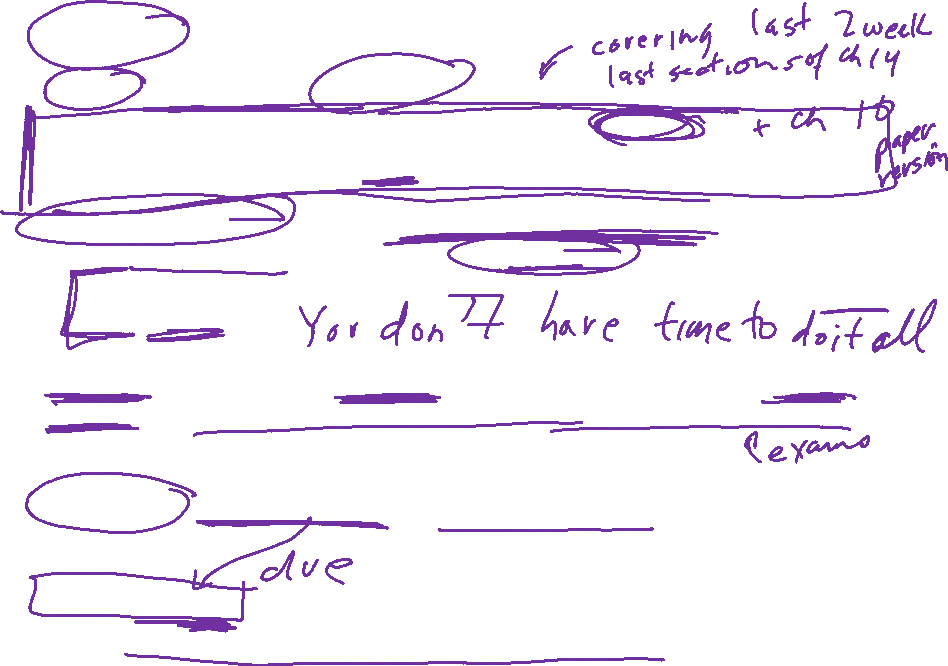 covering last 2 week
last sections of ch 14
+ ch 16
paper
version
You don't have time to do it all
exams
due